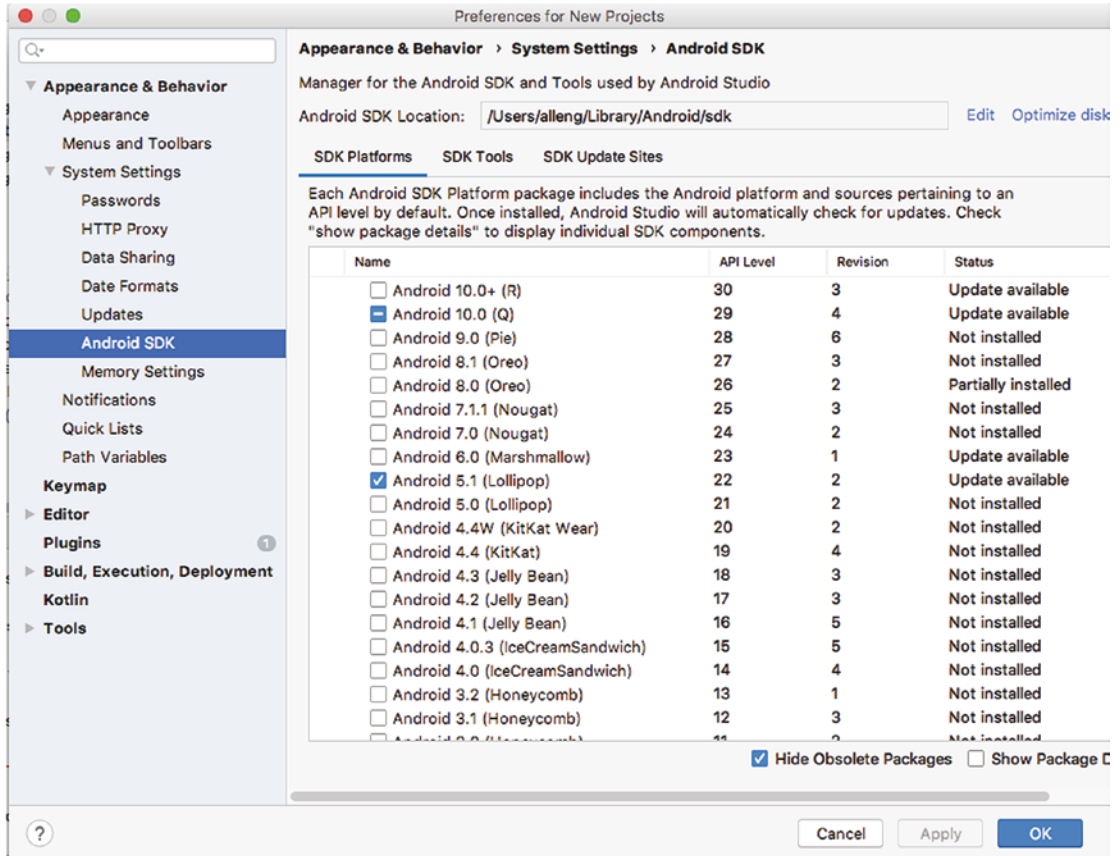 Preferences for New Projects
Appearance & Behavior
Appearance
Menus and Toolbars
System Settings
Passwords
HTTP Proxy
Data Sharing
Date Formats
Updates
Android SDK
Memory Settings
Notifications
Quick Lists
Path Variables
Keymap
Editor
Plugins 1
Build, Execution, Deployment
Kotlin
Tools
Appearance & Behavior › System Settings › Android SDK
Manager for the Android SDK and Tools used by Android Studio
Android SDK Location: /Users/alleng/Library/Android/sdk Edit Optimize disk
SDK Platforms SDK Tools SDK Update Sites
Each Android SDK Platform package includes the Android platform and sources pertaining to an
API level by default. Once installed, Android Studio will automatically check for updates. Check
"show package details" to display individual SDK components.
Name API Level Revision Status
Android 10.0+ (R) 30 3 Update available
Android 10.0 (Q) 29 4 Update available
Android 9.0 (Pie) 28 6 Not installed
Android 8.1 (Oreo) 27 3 Not installed
Android 8.0 (Oreo) 26 2 Partially installed
Android 7.1.1 (Nougat) 25 3 Not installed
Android 7.0 (Nougat) 24 2 Not installed
Android 6.0 (Marshmallow) 23 1 Update available
Android 5.1 (Lollipop) 22 2 Update available
Android 5.0 (Lollipop) 21 2 Not installed
Android 4.4W (KitKat Wear) 20 2 Not installed
Android 4.4 (KitKat) 19 4 Not installed
Android 4.3 (Jelly Bean) 18 3 Not installed
Android 4.2 (Jelly Bean) 17 3 Not installed
Android 4.1 (Jelly Bean) 16 5 Not installed
Android 4.0.3 (IceCreamSandwich) 15 5 Not installed
Android 4.0 (IceCreamSandwich) 14 4 Not installed
Android 3.2 (Honeycomb) 13 1 Not installed
Android 3.1 (Honeycomb) 12 3 Not installed
Hide Obsolete Packages Show Package D
? Cancel Apply OK